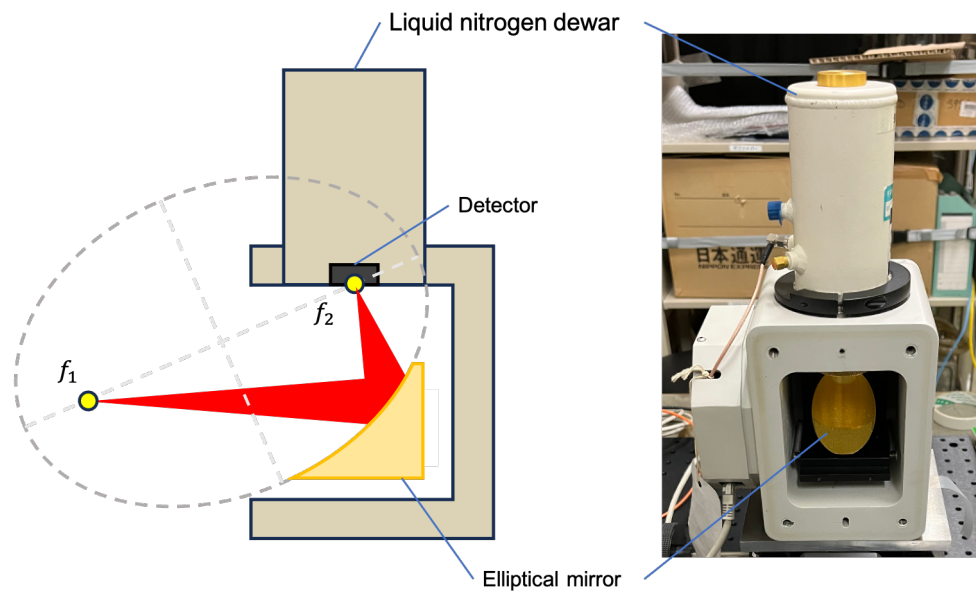 Liquid nitrogen dewar
Detector
f₂
f₁
Elliptical mirror
日本通運
NIPPON EXPRESS